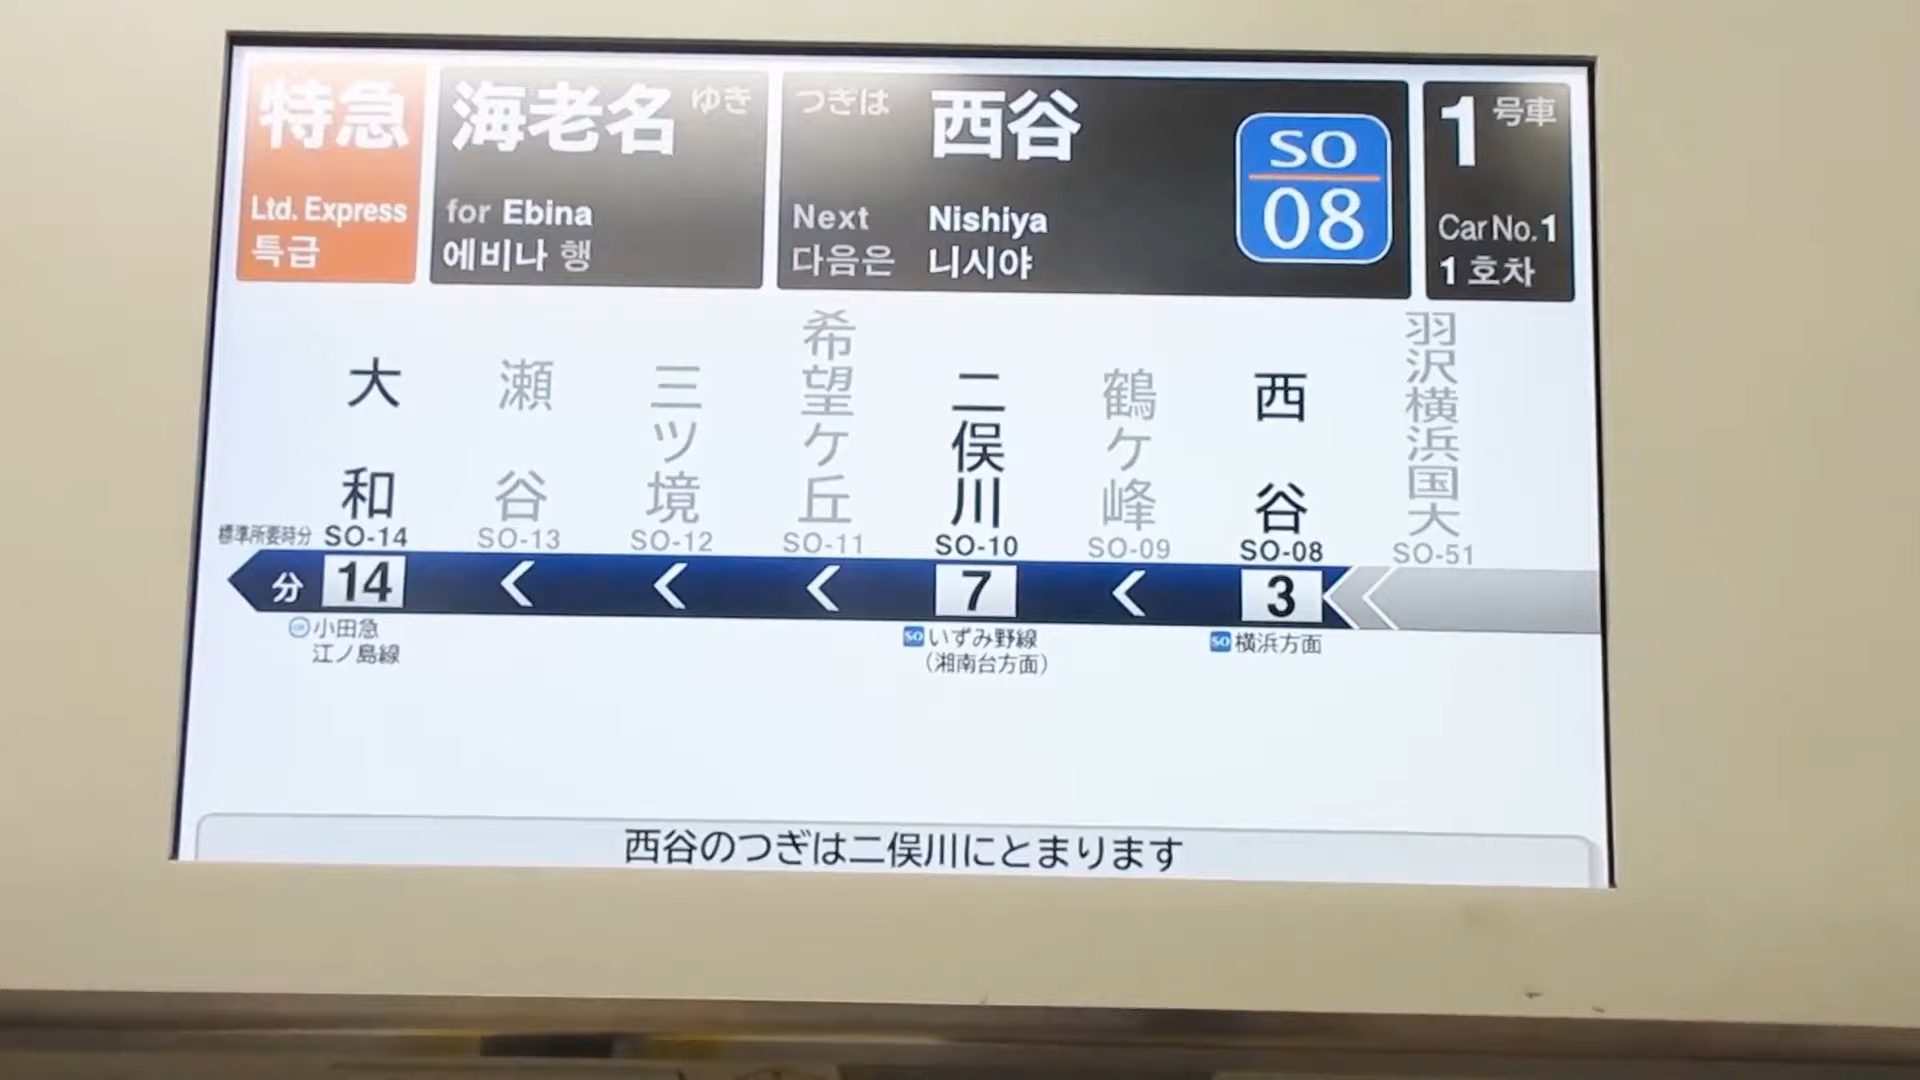 特急
Ltd. Express
특급
海老名 ゆき
for Ebina
에비나 행
つぎは 西谷
Next Nishiya
다음은 니시야
SO
08
1 号車
Car No. 1
1 호차
大和
瀬谷
三ツ境
希望ケ丘
二俣川
鶴ケ峰
西谷
羽沢横浜国大
標準所要時分 SO-14 SO-13 SO-12 SO-11 SO-10 SO-09 SO-08 SO-51
分 14 7 3
小田急
江ノ島線
SO いずみ野線
(湘南台方面)
SO 横浜方面
西谷のつぎは二俣川にとまります